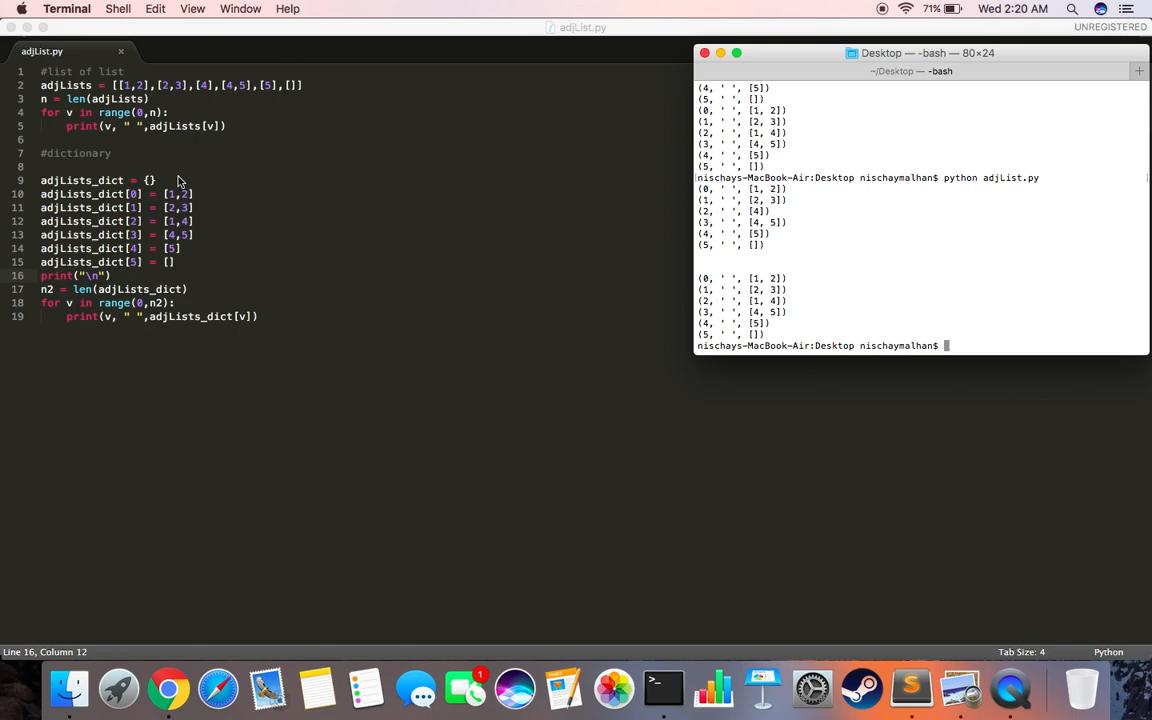 Terminal Shell Edit View Window Help 71% Wed 2:20 AM
adjList.py UNREGISTERED
adjList.py ×
1 #list of list
2 adjLists = [[1,2],[2,3],[4],[4,5],[5],[]]
3 n = len(adjLists)
4 for v in range(0,n):
5 print(v, " ",adjLists[v])
6
7 #dictionary
8
9 adjLists_dict = {}
10 adjLists_dict[0] = [1,2]
11 adjLists_dict[1] = [2,3]
12 adjLists_dict[2] = [1,4]
13 adjLists_dict[3] = [4,5]
14 adjLists_dict[4] = [5]
15 adjLists_dict[5] = []
16 print("\n")
17 n2 = len(adjLists_dict)
18 for v in range(0,n2):
19 print(v, " ",adjLists_dict[v])
Desktop — -bash — 80×24
~/Desktop — -bash +
(4, ' ', [5])
(5, ' ', [])
(0, ' ', [1, 2])
(1, ' ', [2, 3])
(2, ' ', [1, 4])
(3, ' ', [4, 5])
(4, ' ', [5])
(5, ' ', [])
nischays-MacBook-Air:Desktop nischaymalhan$ python adjList.py
(0, ' ', [1, 2])
(1, ' ', [2, 3])
(2, ' ', [4])
(3, ' ', [4, 5])
(4, ' ', [5])
(5, ' ', [])
(0, ' ', [1, 2])
(1, ' ', [2, 3])
(2, ' ', [1, 4])
(3, ' ', [4, 5])
(4, ' ', [5])
(5, ' ', [])
nischays-MacBook-Air:Desktop nischaymalhan$
Line 16, Column 12 Tab Size: 4 Python
1
>_
S